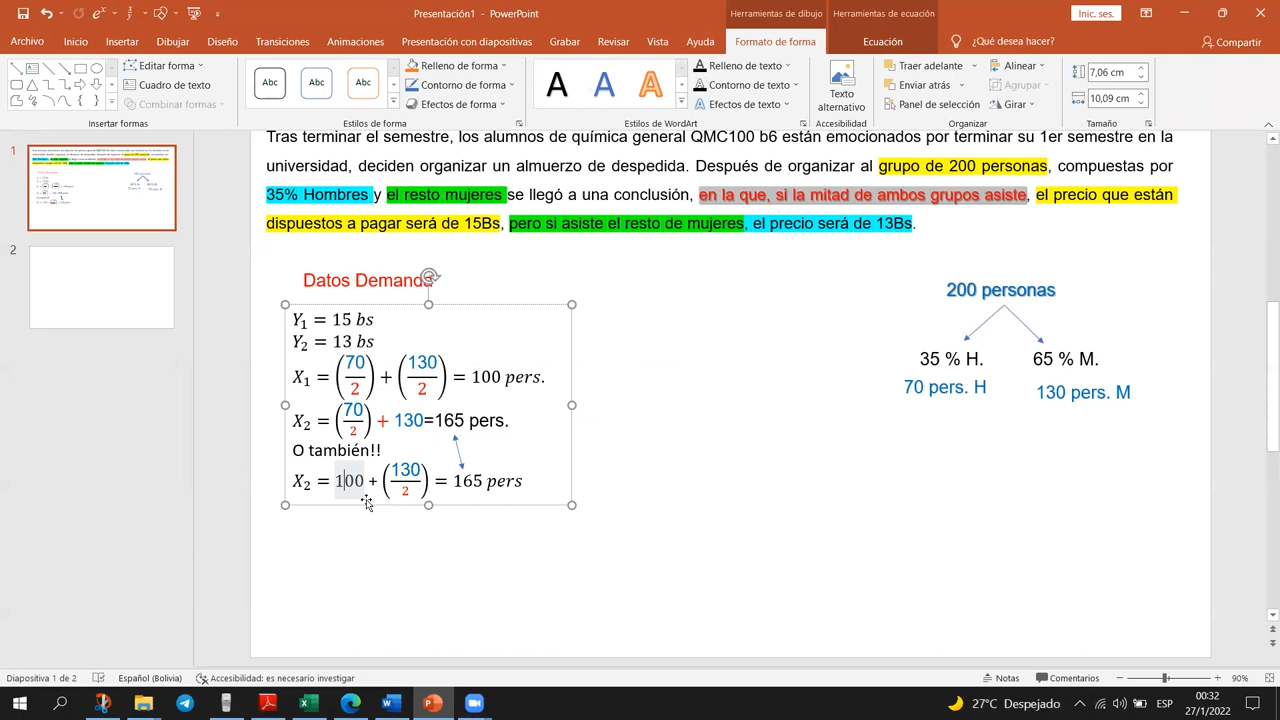 Presentación1 - PowerPoint
Herramientas de dibujo
Herramientas de ecuación
Inic. ses.
Archivo
Inicio
Insertar
Dibujar
Diseño
Transiciones
Animaciones
Presentación con diapositivas
Grabar
Revisar
Vista
Ayuda
Formato de forma
Ecuación
¿Qué desea hacer?
Compartir
Editar forma
Cuadro de texto
Combinar formas
Insertar formas
Abc
Abc
Abc
Relleno de forma
Contorno de forma
Efectos de forma
Estilos de forma
A
A
A
Relleno de texto
Contorno de texto
Efectos de texto
Estilos de WordArt
Texto
alternativo
Accesibilidad
Traer adelante
Enviar atrás
Panel de selección
Alinear
Agrupar
Girar
Organizar
7,06 cm
10,09 cm
Tamaño
1
2
Tras terminar el semestre, los alumnos de química general QMC100 b6 están emocionados por terminar su 1er semestre en la
universidad, deciden organizar un almuerzo de despedida. Después de organizar al grupo de 200 personas, compuestas por
35% Hombres y el resto mujeres se llegó a una conclusión, en la que, si la mitad de ambos grupos asiste, el precio que están
dispuestos a pagar será de 15Bs, pero si asiste el resto de mujeres, el precio será de 13Bs.
Datos Demanda
Y₁ = 15 bs
Y₂ = 13 bs
X₁ = (70/2) + (130/2) = 100 pers.
X₂ = (70/2) + 130=165 pers.
O también!!
X₂ = 100 + (130/2) = 165 pers
200 personas
35 % H.
65 % M.
70 pers. H
130 pers. M
Diapositiva 1 de 2
Español (Bolivia)
Accesibilidad: es necesario investigar
Notas
Comentarios
90%
27°C Despejado
ESP
00:32
27/1/2022